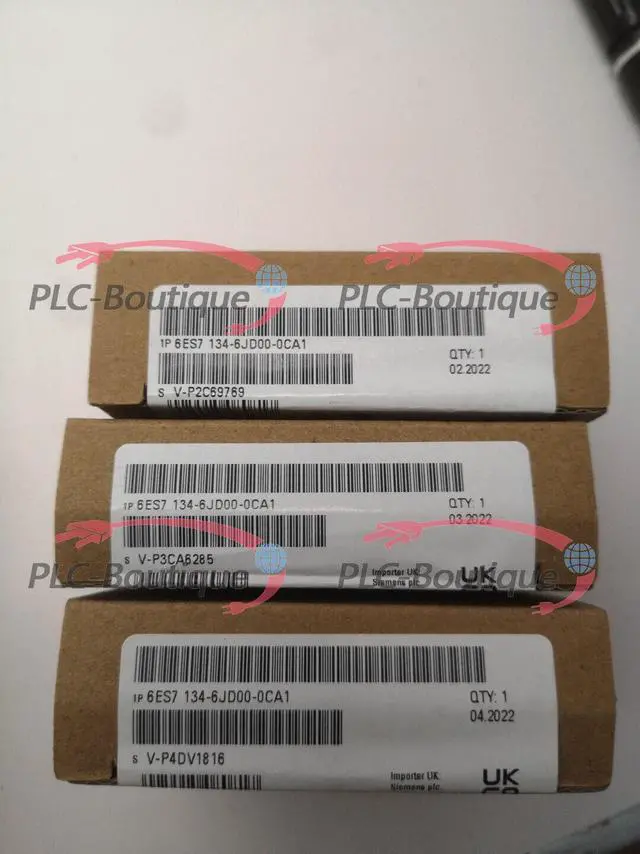 PLC-Boutique PLC-Boutique
1P 6ES7 134-6JD00-0CA1
QTY: 1
02.2022
S V-P2C69769
1P 6ES7 134-6JD00-0CA1
QTY: 1
03.2022
S V-P3CA6285
Importer UK
Siemens plc
UK
PLC-Boutique PLC-Boutique
1P 6ES7 134-6JD00-0CA1
QTY: 1
04.2022
S V-P4DV1816
Importer UK
Siemens plc
UK